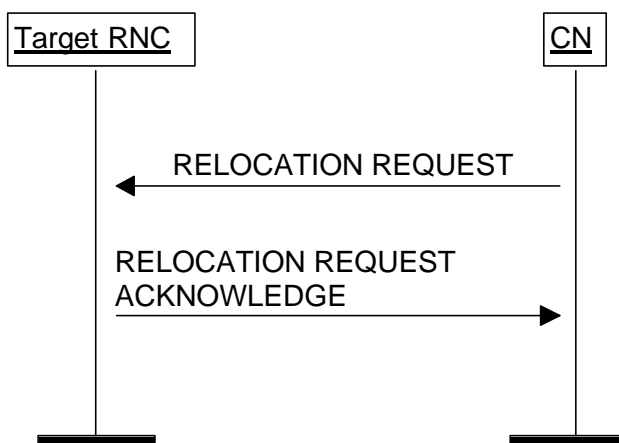 Target RNC
CN
RELOCATION REQUEST
RELOCATION REQUEST
ACKNOWLEDGE